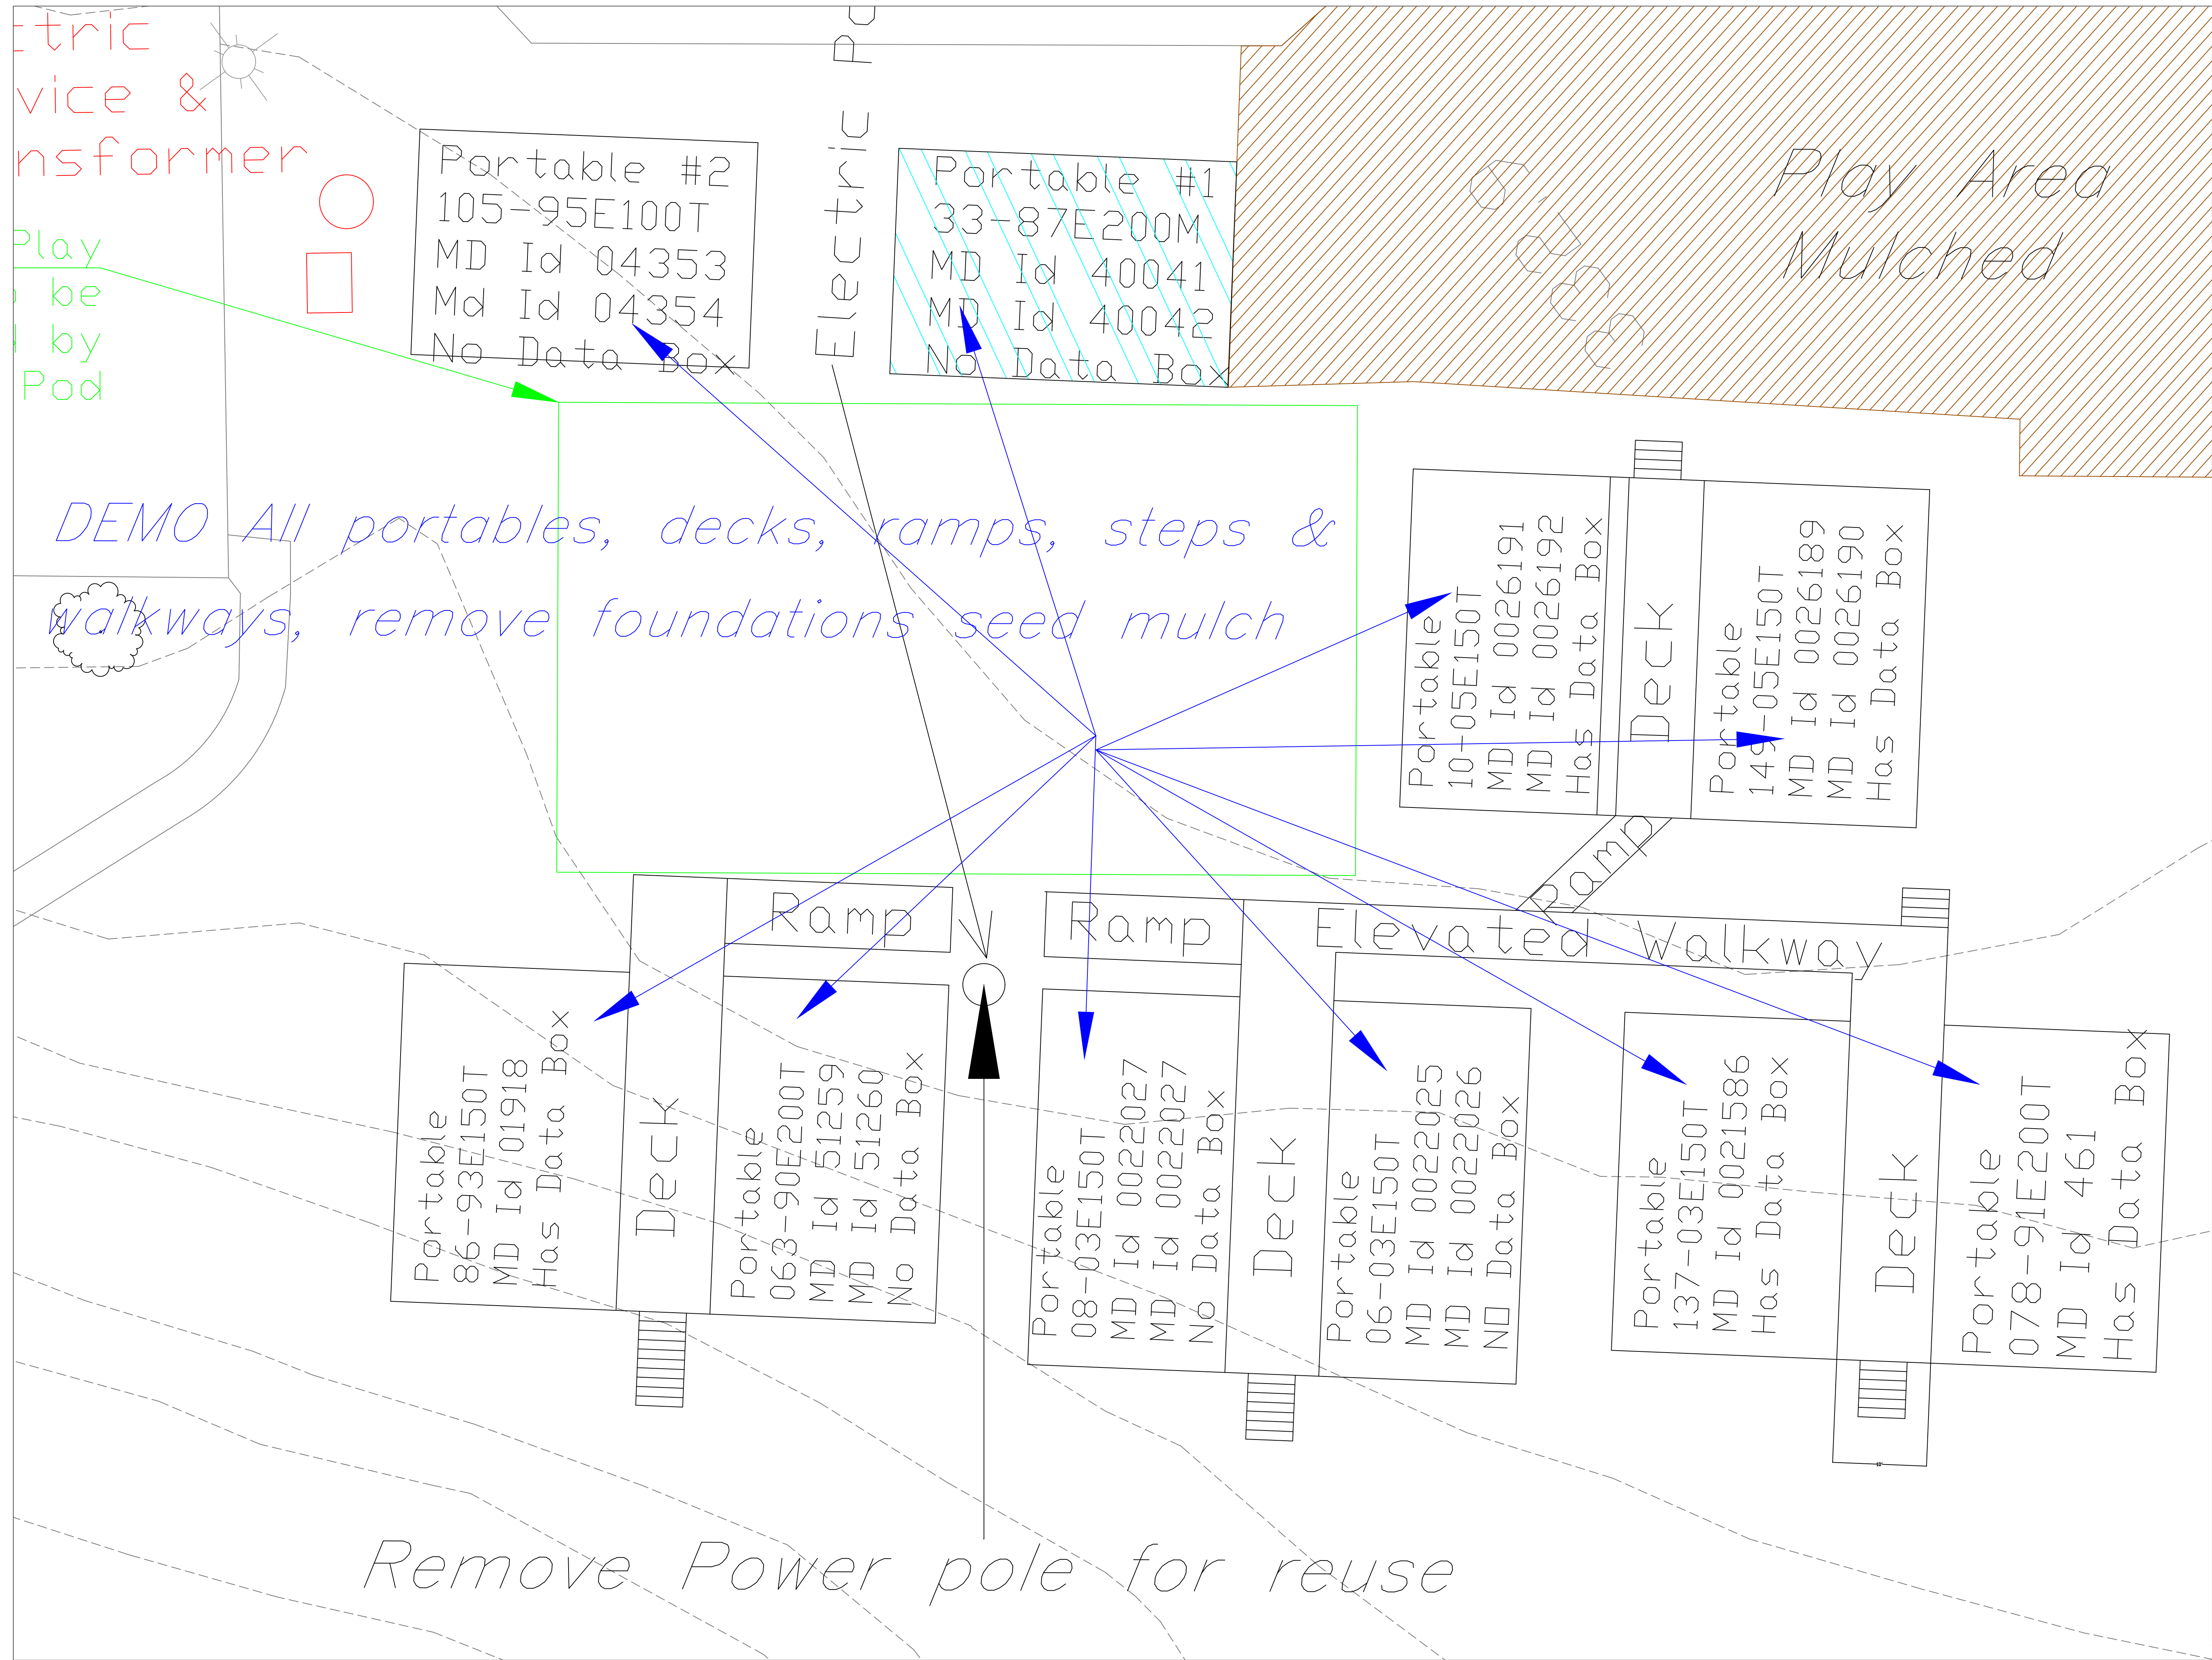 ctric
vice &
nsformer
Play
be
by
Pod
Portable #2
105-95E100T
MD Id 04353
Md Id 04354
No Data Box
Electric
Portable #1
33-87E200M
MD Id 40041
MD Id 40042
No Data Box
Play Area
Mulched
DEMO All portables, decks, ramps, steps &
walkways, remove foundations seed mulch
Portable
10-05E150T
MD Id 0026191
MD Id 0026192
Has Data Box
Deck
Portable
149-05E150T
MD Id 0026189
MD Id 0026190
Has Data Box
Ramp
Ramp
Ramp
Elevated Walkway
Portable
86-93E150T
MD Id 01918
Has Data Box
Deck
Portable
063-90E200T
MD Id 51259
MD Id 51260
No Data Box
Portable
08-03E150T
MD Id 0022027
MD Id 0022027
No Data Box
Deck
Portable
06-03E150T
MD Id 0022025
MD Id 0022026
NO Data Box
Portable
137-03E150T
MD Id 0021586
Has Data Box
Deck
Portable
078-91E200T
MD Id 461
Has Data Box
Remove Power pole for reuse